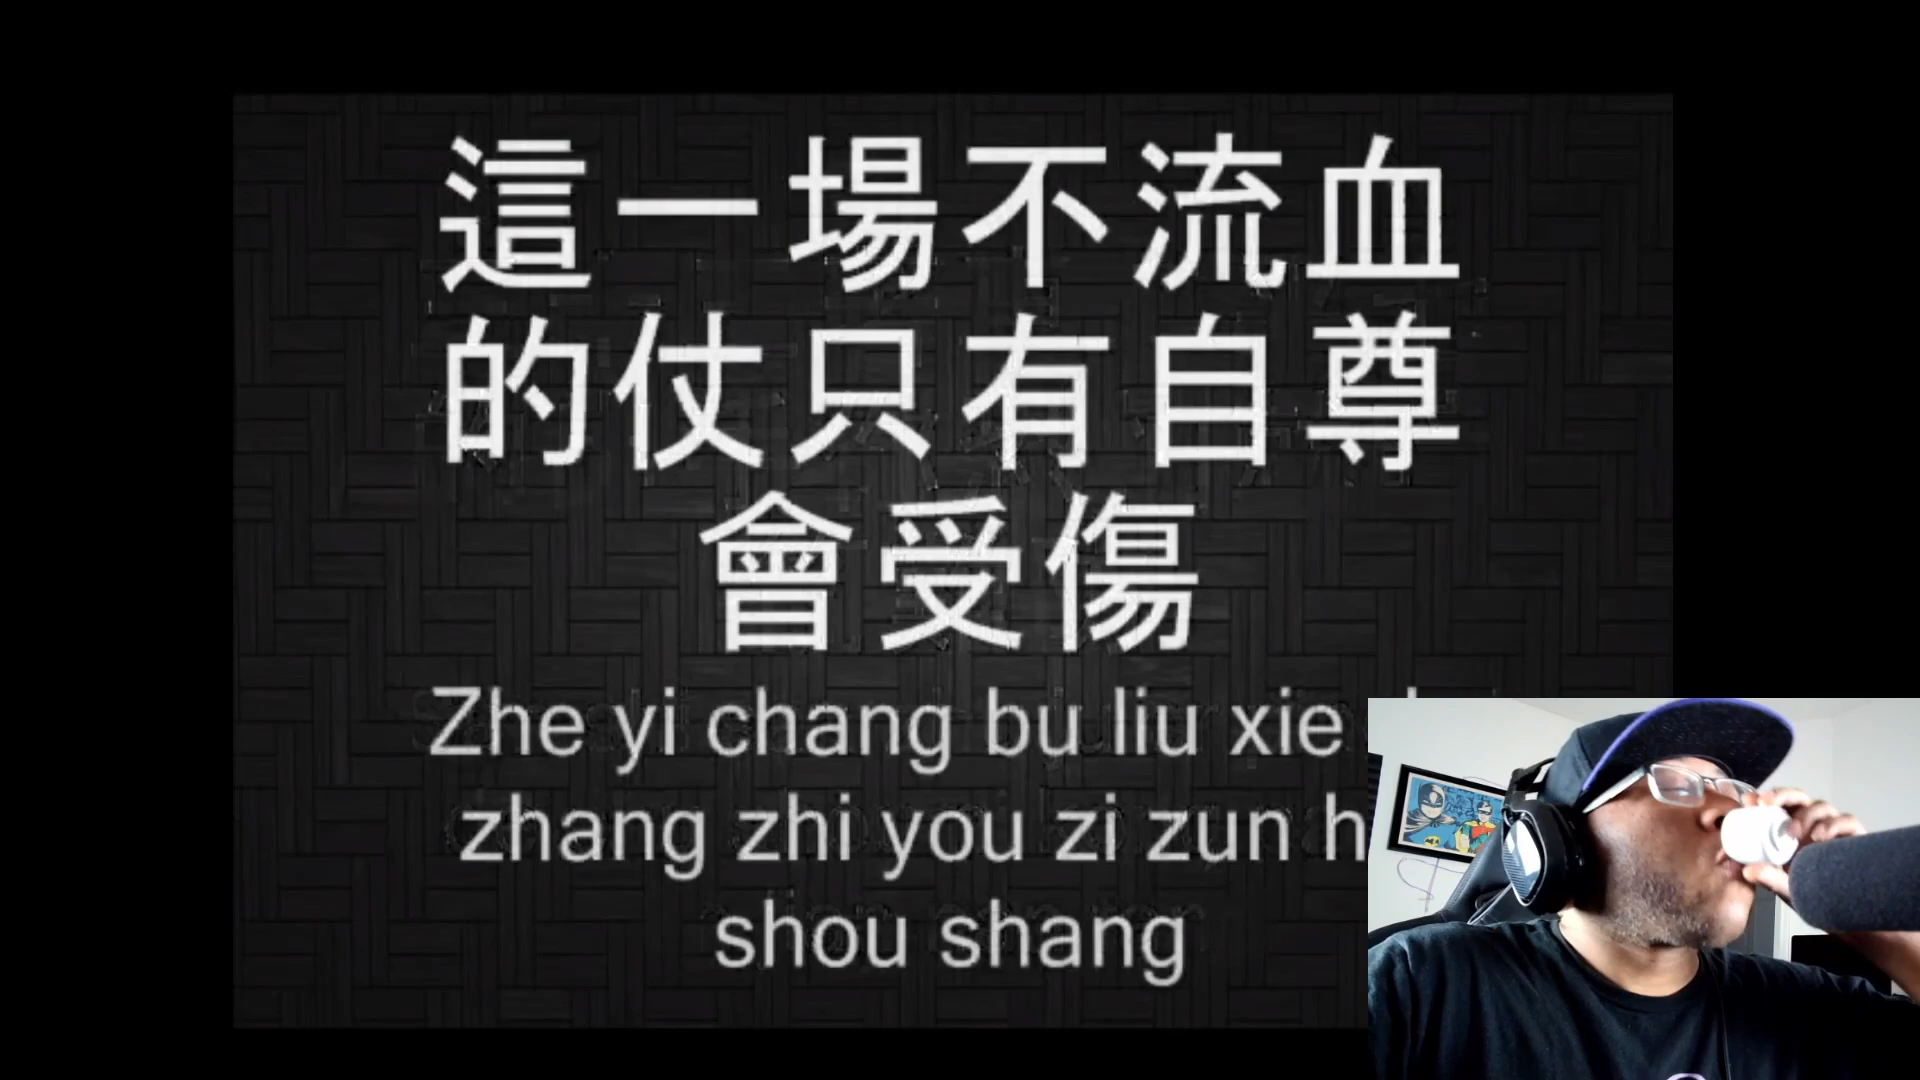 這一場不流血
的仗只有自尊
會受傷
Zhe yi chang bu liu xie
zhang zhi you zi zun
shou shang